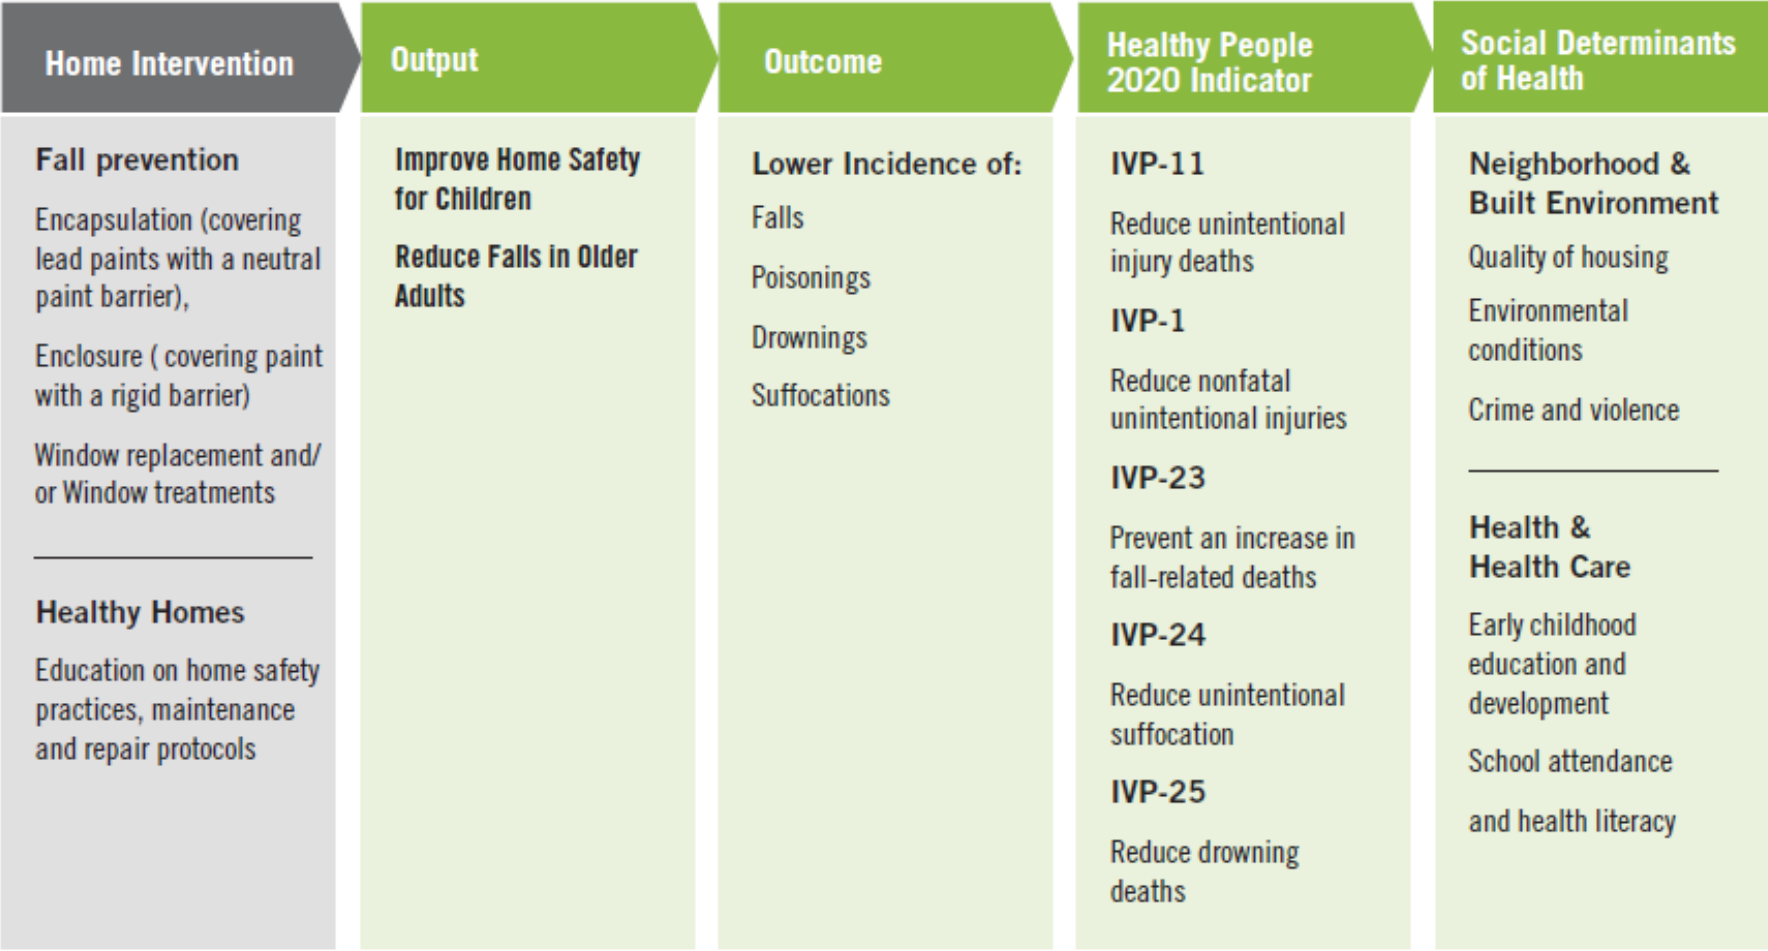 Home Intervention
Output
Outcome
Healthy People
2020 Indicator
Social Determinants
of Health
Fall prevention
Encapsulation (covering
lead paints with a neutral
paint barrier),
Enclosure ( covering paint
with a rigid barrier)
Window replacement and/
or Window treatments
Healthy Homes
Education on home safety
practices, maintenance
and repair protocols
Improve Home Safety
for Children
Reduce Falls in Older
Adults
Lower Incidence of:
Falls
Poisonings
Drownings
Suffocations
IVP-11
Reduce unintentional
injury deaths
IVP-1
Reduce nonfatal
unintentional injuries
IVP-23
Prevent an increase in
fall-related deaths
IVP-24
Reduce unintentional
suffocation
IVP-25
Reduce drowning
deaths
Neighborhood &
Built Environment
Quality of housing
Environmental
conditions
Crime and violence
Health &
Health Care
Early childhood
education and
development
School attendance
and health literacy